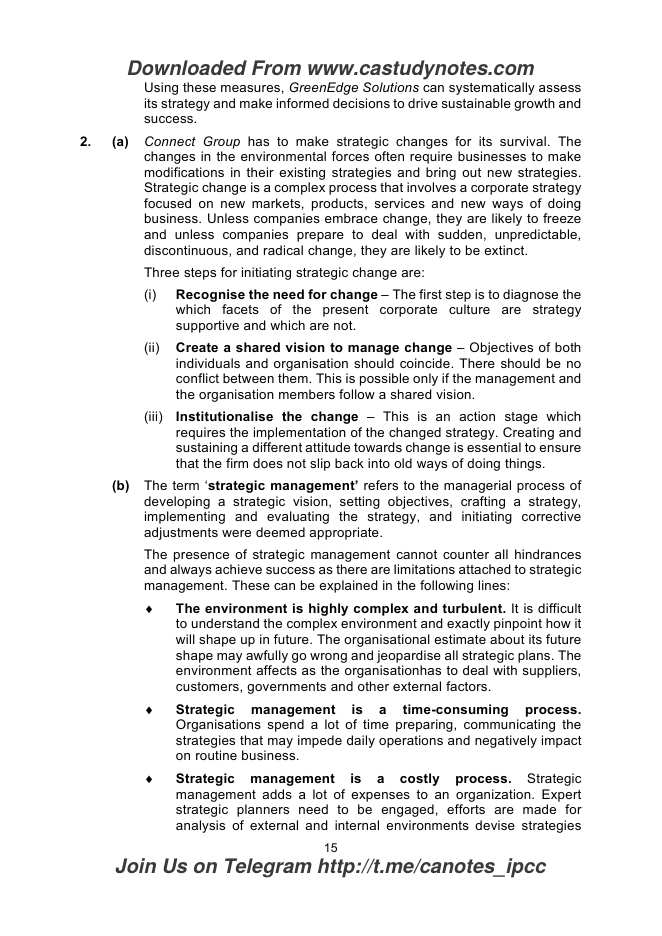 Downloaded From www.castudynotes.com
Using these measures, GreenEdge Solutions can systematically assess
its strategy and make informed decisions to drive sustainable growth and
success.
2. (a) Connect Group has to make strategic changes for its survival. The
changes in the environmental forces often require businesses to make
modifications in their existing strategies and bring out new strategies.
Strategic change is a complex process that involves a corporate strategy
focused on new markets, products, services and new ways of doing
business. Unless companies embrace change, they are likely to freeze
and unless companies prepare to deal with sudden, unpredictable,
discontinuous, and radical change, they are likely to be extinct.
Three steps for initiating strategic change are:
(i) Recognise the need for change – The first step is to diagnose the
which facets of the present corporate culture are strategy
supportive and which are not.
(ii) Create a shared vision to manage change – Objectives of both
individuals and organisation should coincide. There should be no
conflict between them. This is possible only if the management and
the organisation members follow a shared vision.
(iii) Institutionalise the change – This is an action stage which
requires the implementation of the changed strategy. Creating and
sustaining a different attitude towards change is essential to ensure
that the firm does not slip back into old ways of doing things.
(b) The term ‘strategic management’ refers to the managerial process of
developing a strategic vision, setting objectives, crafting a strategy,
implementing and evaluating the strategy, and initiating corrective
adjustments were deemed appropriate.
The presence of strategic management cannot counter all hindrances
and always achieve success as there are limitations attached to strategic
management. These can be explained in the following lines:
♦ The environment is highly complex and turbulent. It is difficult
to understand the complex environment and exactly pinpoint how it
will shape up in future. The organisational estimate about its future
shape may awfully go wrong and jeopardise all strategic plans. The
environment affects as the organisationhas to deal with suppliers,
customers, governments and other external factors.
♦ Strategic management is a time-consuming process.
Organisations spend a lot of time preparing, communicating the
strategies that may impede daily operations and negatively impact
on routine business.
♦ Strategic management is a costly process. Strategic
management adds a lot of expenses to an organization. Expert
strategic planners need to be engaged, efforts are made for
analysis of external and internal environments devise strategies
15
Join Us on Telegram http://t.me/canotes_ipcc